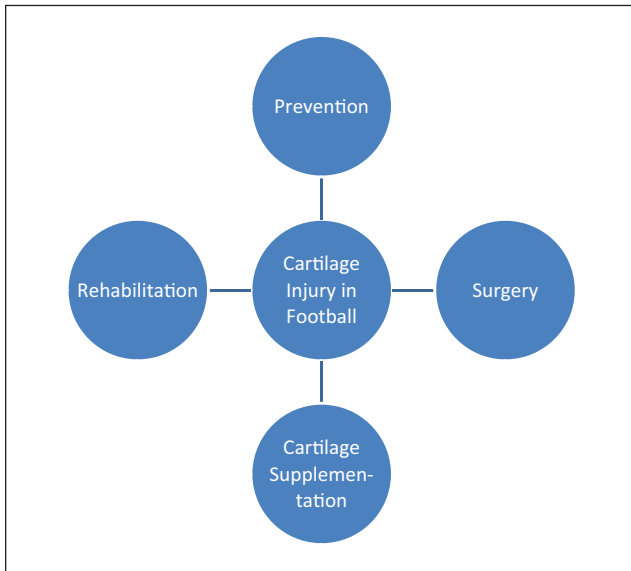 Prevention
Rehabilitation
Cartilage
Injury in
Football
Surgery
Cartilage
Supplemen-
tation